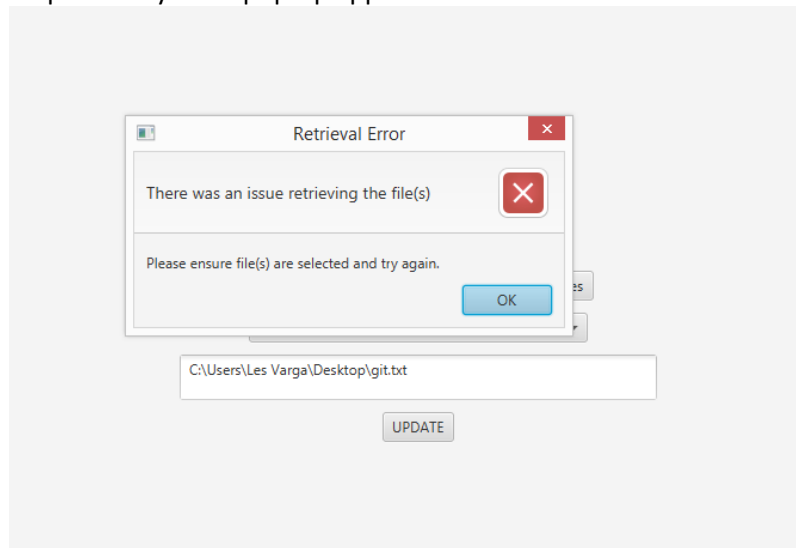 Retrieval Error
There was an issue retrieving the file(s)
Please ensure file(s) are selected and try again.
OK
es
C:\Users\Les Varga\Desktop\git.txt
UPDATE